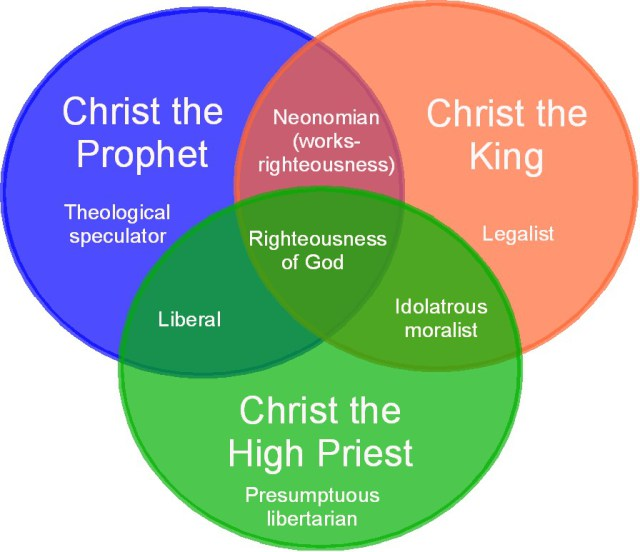 Christ the
Prophet
Theological
speculator
Neonomian
(works-
righteousness)
Christ the
King
Legalist
Righteousness
of God
Liberal
Idolatrous
moralist
Christ the
High Priest
Presumptuous
libertarian